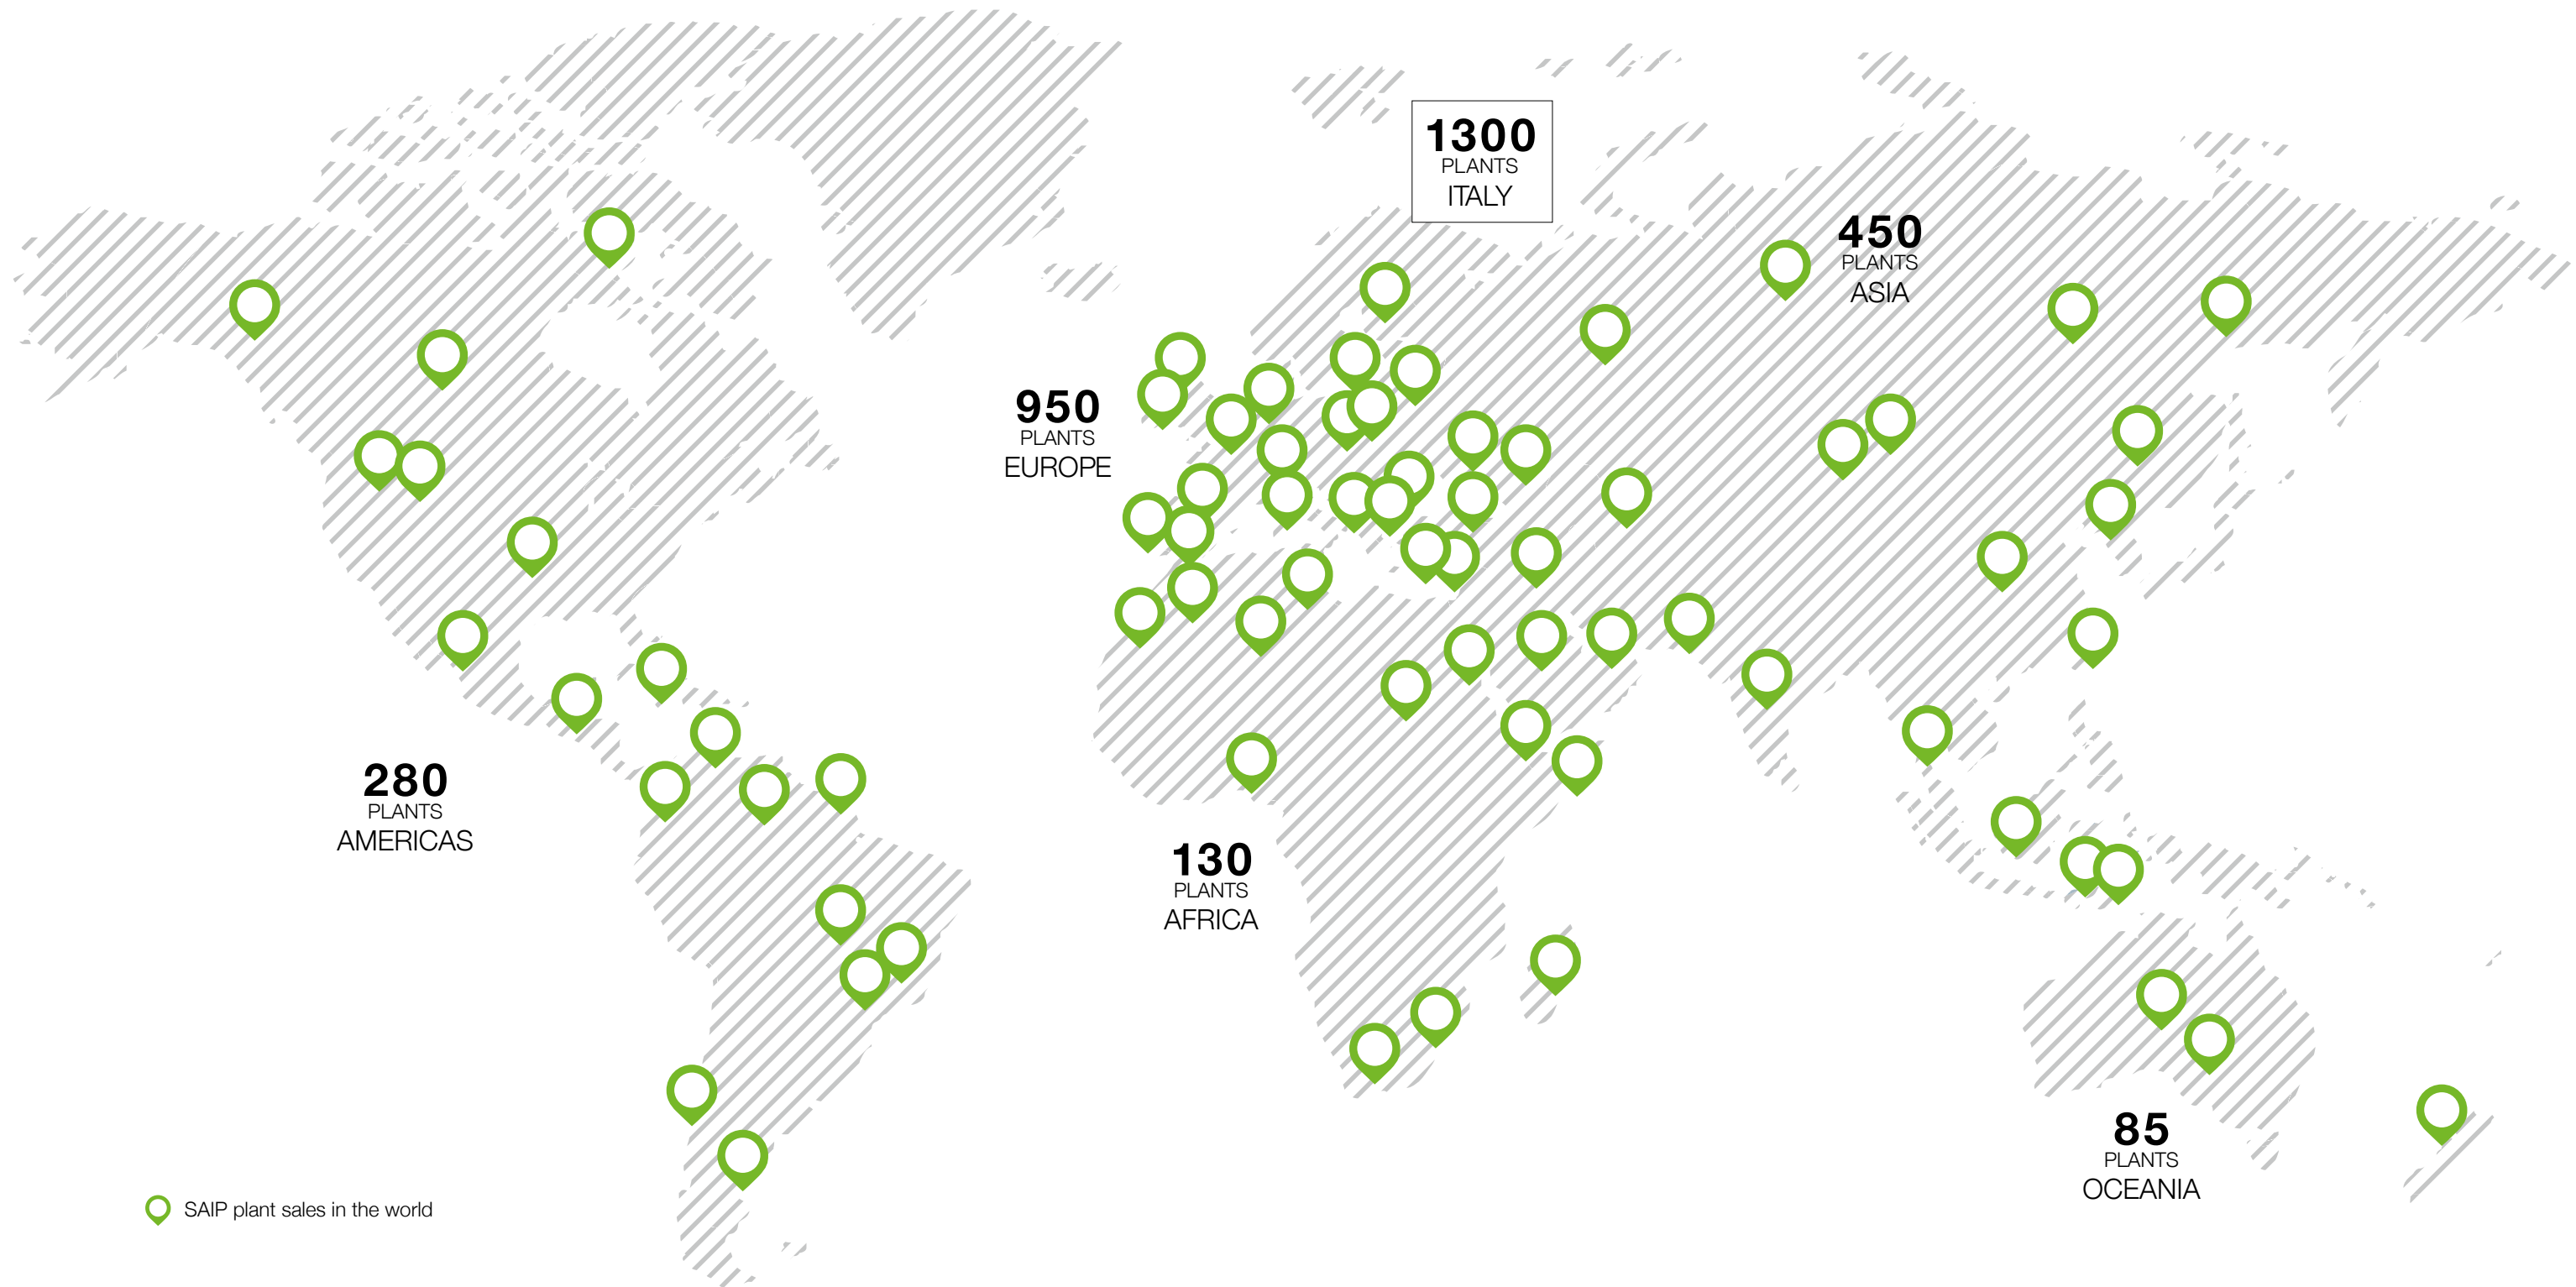 1300
PLANTS
ITALY
450
PLANTS
ASIA
950
PLANTS
EUROPE
280
PLANTS
AMERICAS
130
PLANTS
AFRICA
85
PLANTS
OCEANIA
SAIP plant sales in the world